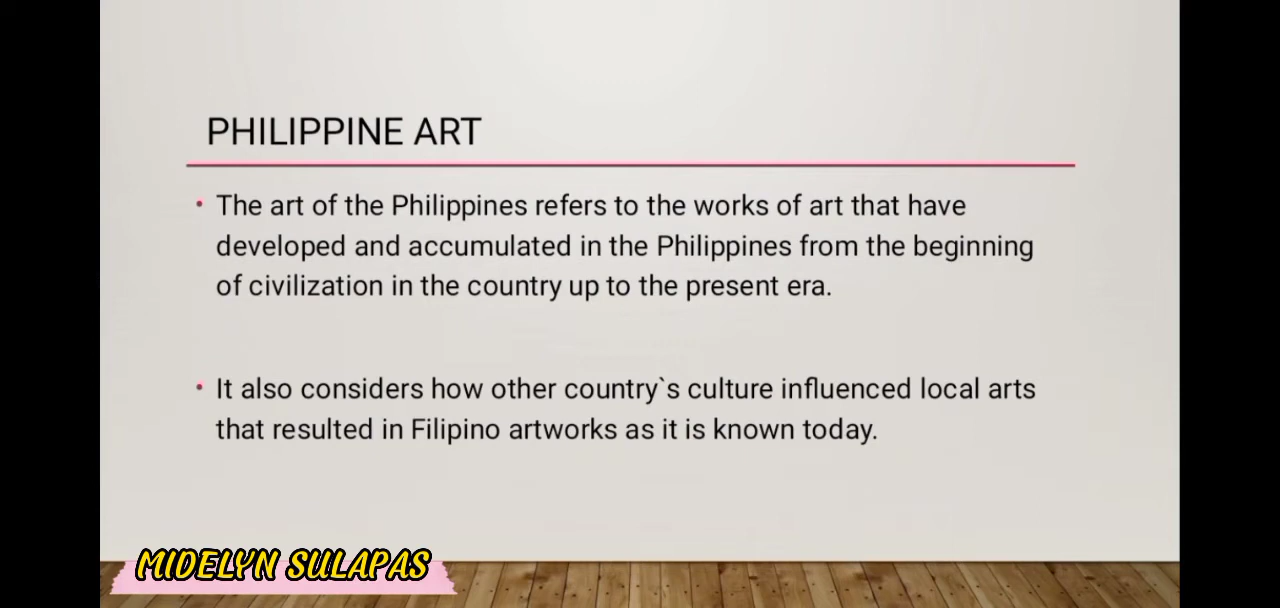 PHILIPPINE ART
• The art of the Philippines refers to the works of art that have
developed and accumulated in the Philippines from the beginning
of civilization in the country up to the present era.
• It also considers how other country`s culture influenced local arts
that resulted in Filipino artworks as it is known today.
MIDELYN SULAPAS